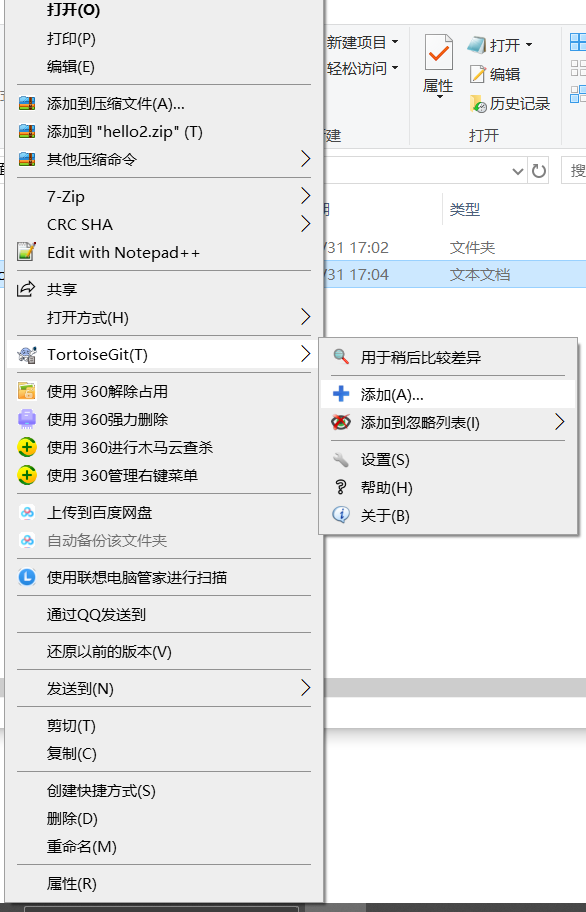 打开(O)
打印(P)
编辑(E)
添加到压缩文件(A)...
添加到 "hello2.zip" (T)
其他压缩命令
7-Zip
CRC SHA
Edit with Notepad++
共享
打开方式(H)
TortoiseGit(T)
使用 360解除占用
使用 360强力删除
使用 360进行木马云查杀
使用 360管理右键菜单
上传到百度网盘
自动备份该文件夹
使用联想电脑管家进行扫描
通过QQ发送到
还原以前的版本(V)
发送到(N)
剪切(T)
复制(C)
创建快捷方式(S)
删除(D)
重命名(M)
属性(R)
新建项目
轻松访问
建
属性
打开
编辑
历史记录
打开
搜
期
类型
/31 17:02
文件夹
/31 17:04
文本文档
用于稍后比较差异
添加(A)...
添加到忽略列表(I)
设置(S)
帮助(H)
关于(B)